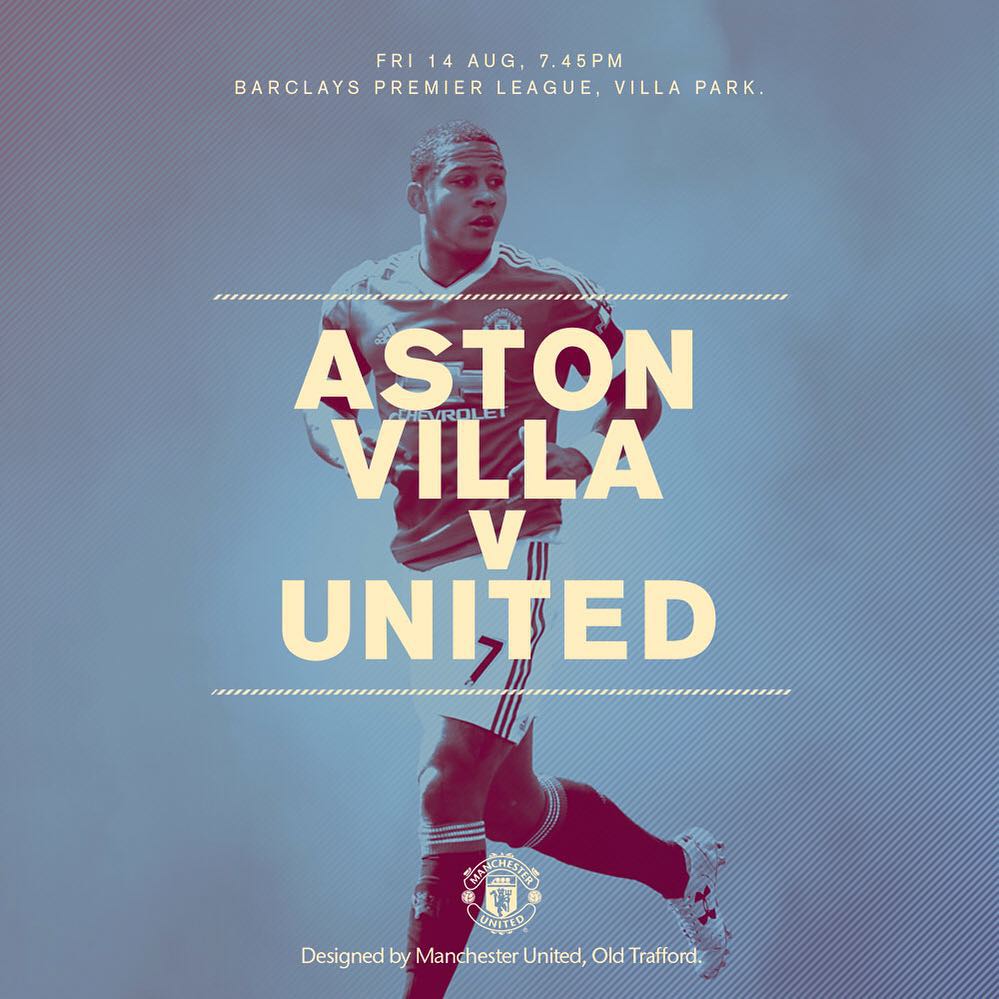 FRI 14 AUG, 7.45PM
BARCLAYS PREMIER LEAGUE, VILLA PARK.
ASTON
CHEVROLET
VILLA
V
UNITED
7
MANCHESTER
UNITED
Designed by Manchester United, Old Trafford.